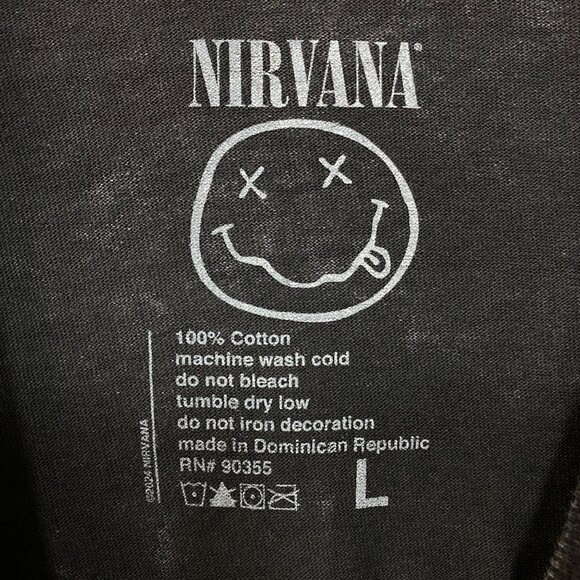 NIRVANA®
100% Cotton
machine wash cold
do not bleach
tumble dry low
do not iron decoration
made in Dominican Republic
RN# 90355
L
©2024 NIRVANA